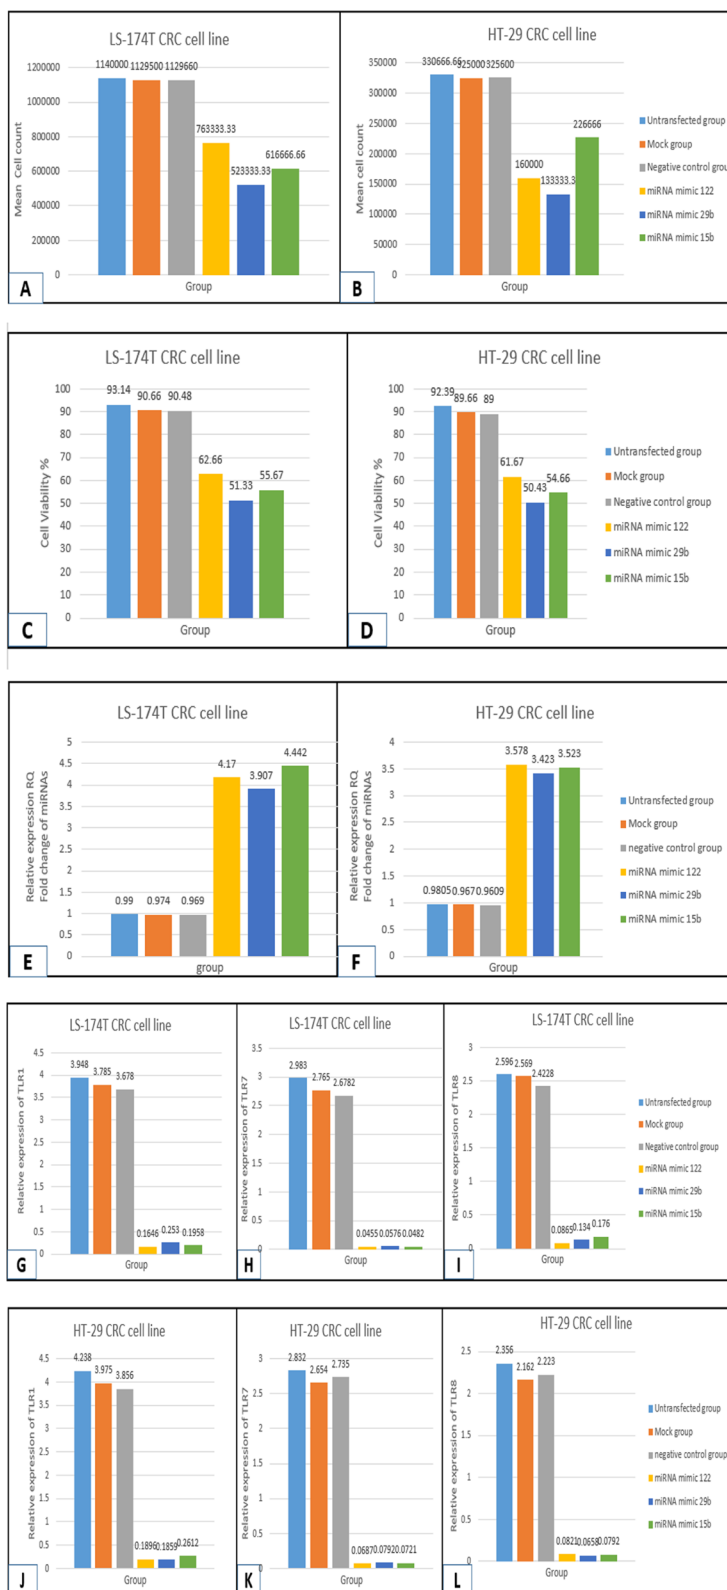 LS-174T CRC cell line
1140000 1129500 1129660
763333.33
523333.33
616666.66
1200000
1000000
800000
600000
400000
200000
0
Mean Cell count
Group
A
HT-29 CRC cell line
330666.66 325000 325600
160000
133333.3
226666
350000
300000
250000
200000
150000
100000
50000
0
Mean cell count
Group
B
Untransfected group
Mock group
Negative control grou
miRNA mimic 122
miRNA mimic 29b
miRNA mimic 15b
LS-174T CRC cell line
93.14
90.66
90.48
62.66
51.33
55.67
100
90
80
70
60
50
40
30
20
10
0
Cell Viability %
Group
C
HT-29 CRC cell line
92.39
89.66
89
61.67
50.43
54.66
100
90
80
70
60
50
40
30
20
10
0
Cell Viability %
Group
D
Untransfected group
Mock group
Negative control group
miRNA mimic 122
miRNA mimic 29b
miRNA mimic 15b
LS-174T CRC cell line
0.99
0.974
0.969
4.17
3.907
4.442
5
4.5
4
3.5
3
2.5
2
1.5
1
0.5
0
Relative expression RQ
Fold change of miRNAs
group
E
HT-29 CRC cell line
0.9805
0.967
0.9609
3.578
3.423
3.523
4
3.5
3
2.5
2
1.5
1
0.5
0
Relative expression RQ
Fold change of miRNAs
Group
F
Untransfected group
Mock group
negative control group
miRNA mimic 122
miRNA mimic 29b
miRNA mimic 15b
LS-174T CRC cell line
3.948
3.785
3.678
0.1646
0.253
0.1958
4.5
4
3.5
3
2.5
2
1.5
1
0.5
0
Relative expression of TLR1
Group
G
LS-174T CRC cell line
2.983
2.765
2.6782
0.0455
0.0576
0.0482
3.5
3
2.5
2
1.5
1
0.5
0
Relative expression of TLR7
Group
H
LS-174T CRC cell line
2.596
2.569
2.4228
0.0865
0.134
0.176
3
2.5
2
1.5
1
0.5
0
Relative expression of TLR8
Group
I
Untransfected group
Mock group
Negative control group
miRNA mimic 122
miRNA mimic 29b
miRNA mimic 15b
HT-29 CRC cell line
4.238
3.975
3.856
0.1896
0.1859
0.2612
4.5
4
3.5
3
2.5
2
1.5
1
0.5
0
Relative expression of TLR1
Group
J
HT-29 CRC cell line
2.832
2.654
2.735
0.0687
0.0792
0.0721
3
2.5
2
1.5
1
0.5
0
Relative expression of TLR7
Group
K
HT-29 CRC cell line
2.356
2.162
2.223
0.0821
0.0658
0.0792
2.5
2
1.5
1
0.5
0
Relative expression of TLR8
Group
L
Untransfected group
Mock group
negative control group
miRNA mimic 122
miRNA mimic 29b
miRNA mimic 15b